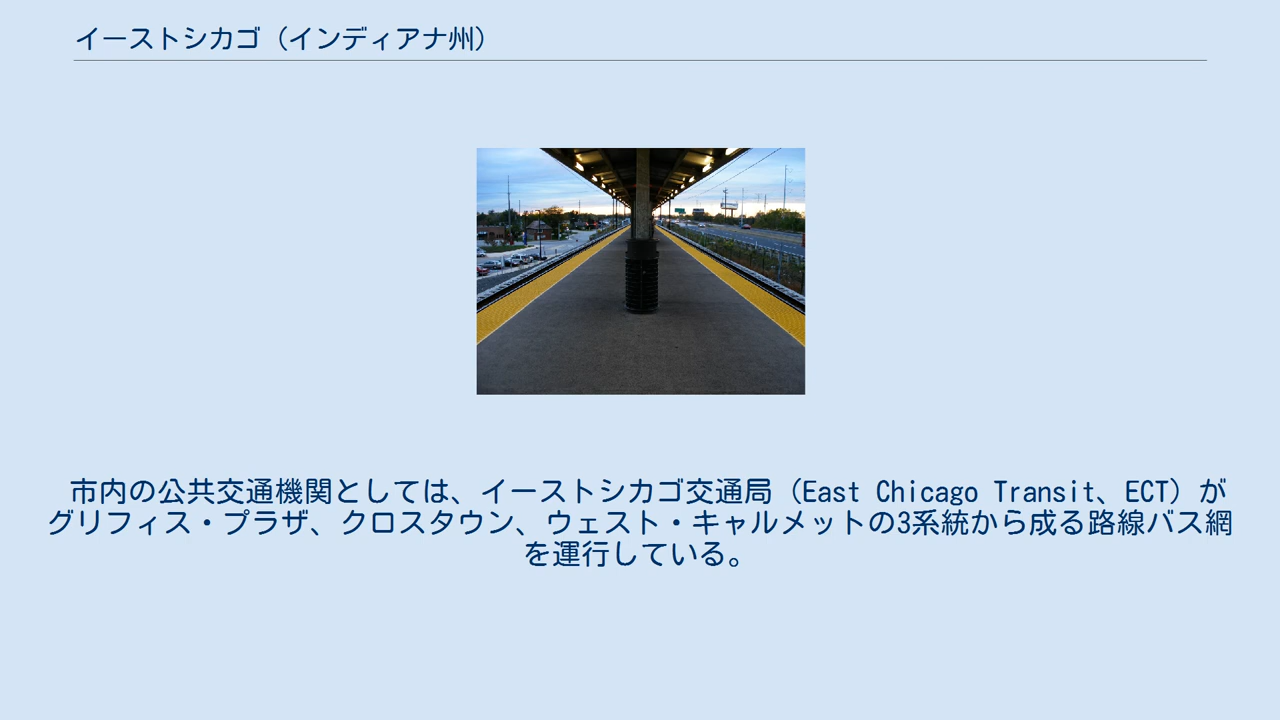 イーストシカゴ（インディアナ州）
市内の公共交通機関としては、イーストシカゴ交通局（East Chicago Transit、ECT）が
グリフィス・プラザ、クロスタウン、ウェスト・キャルメットの3系統から成る路線バス網
を運行している。